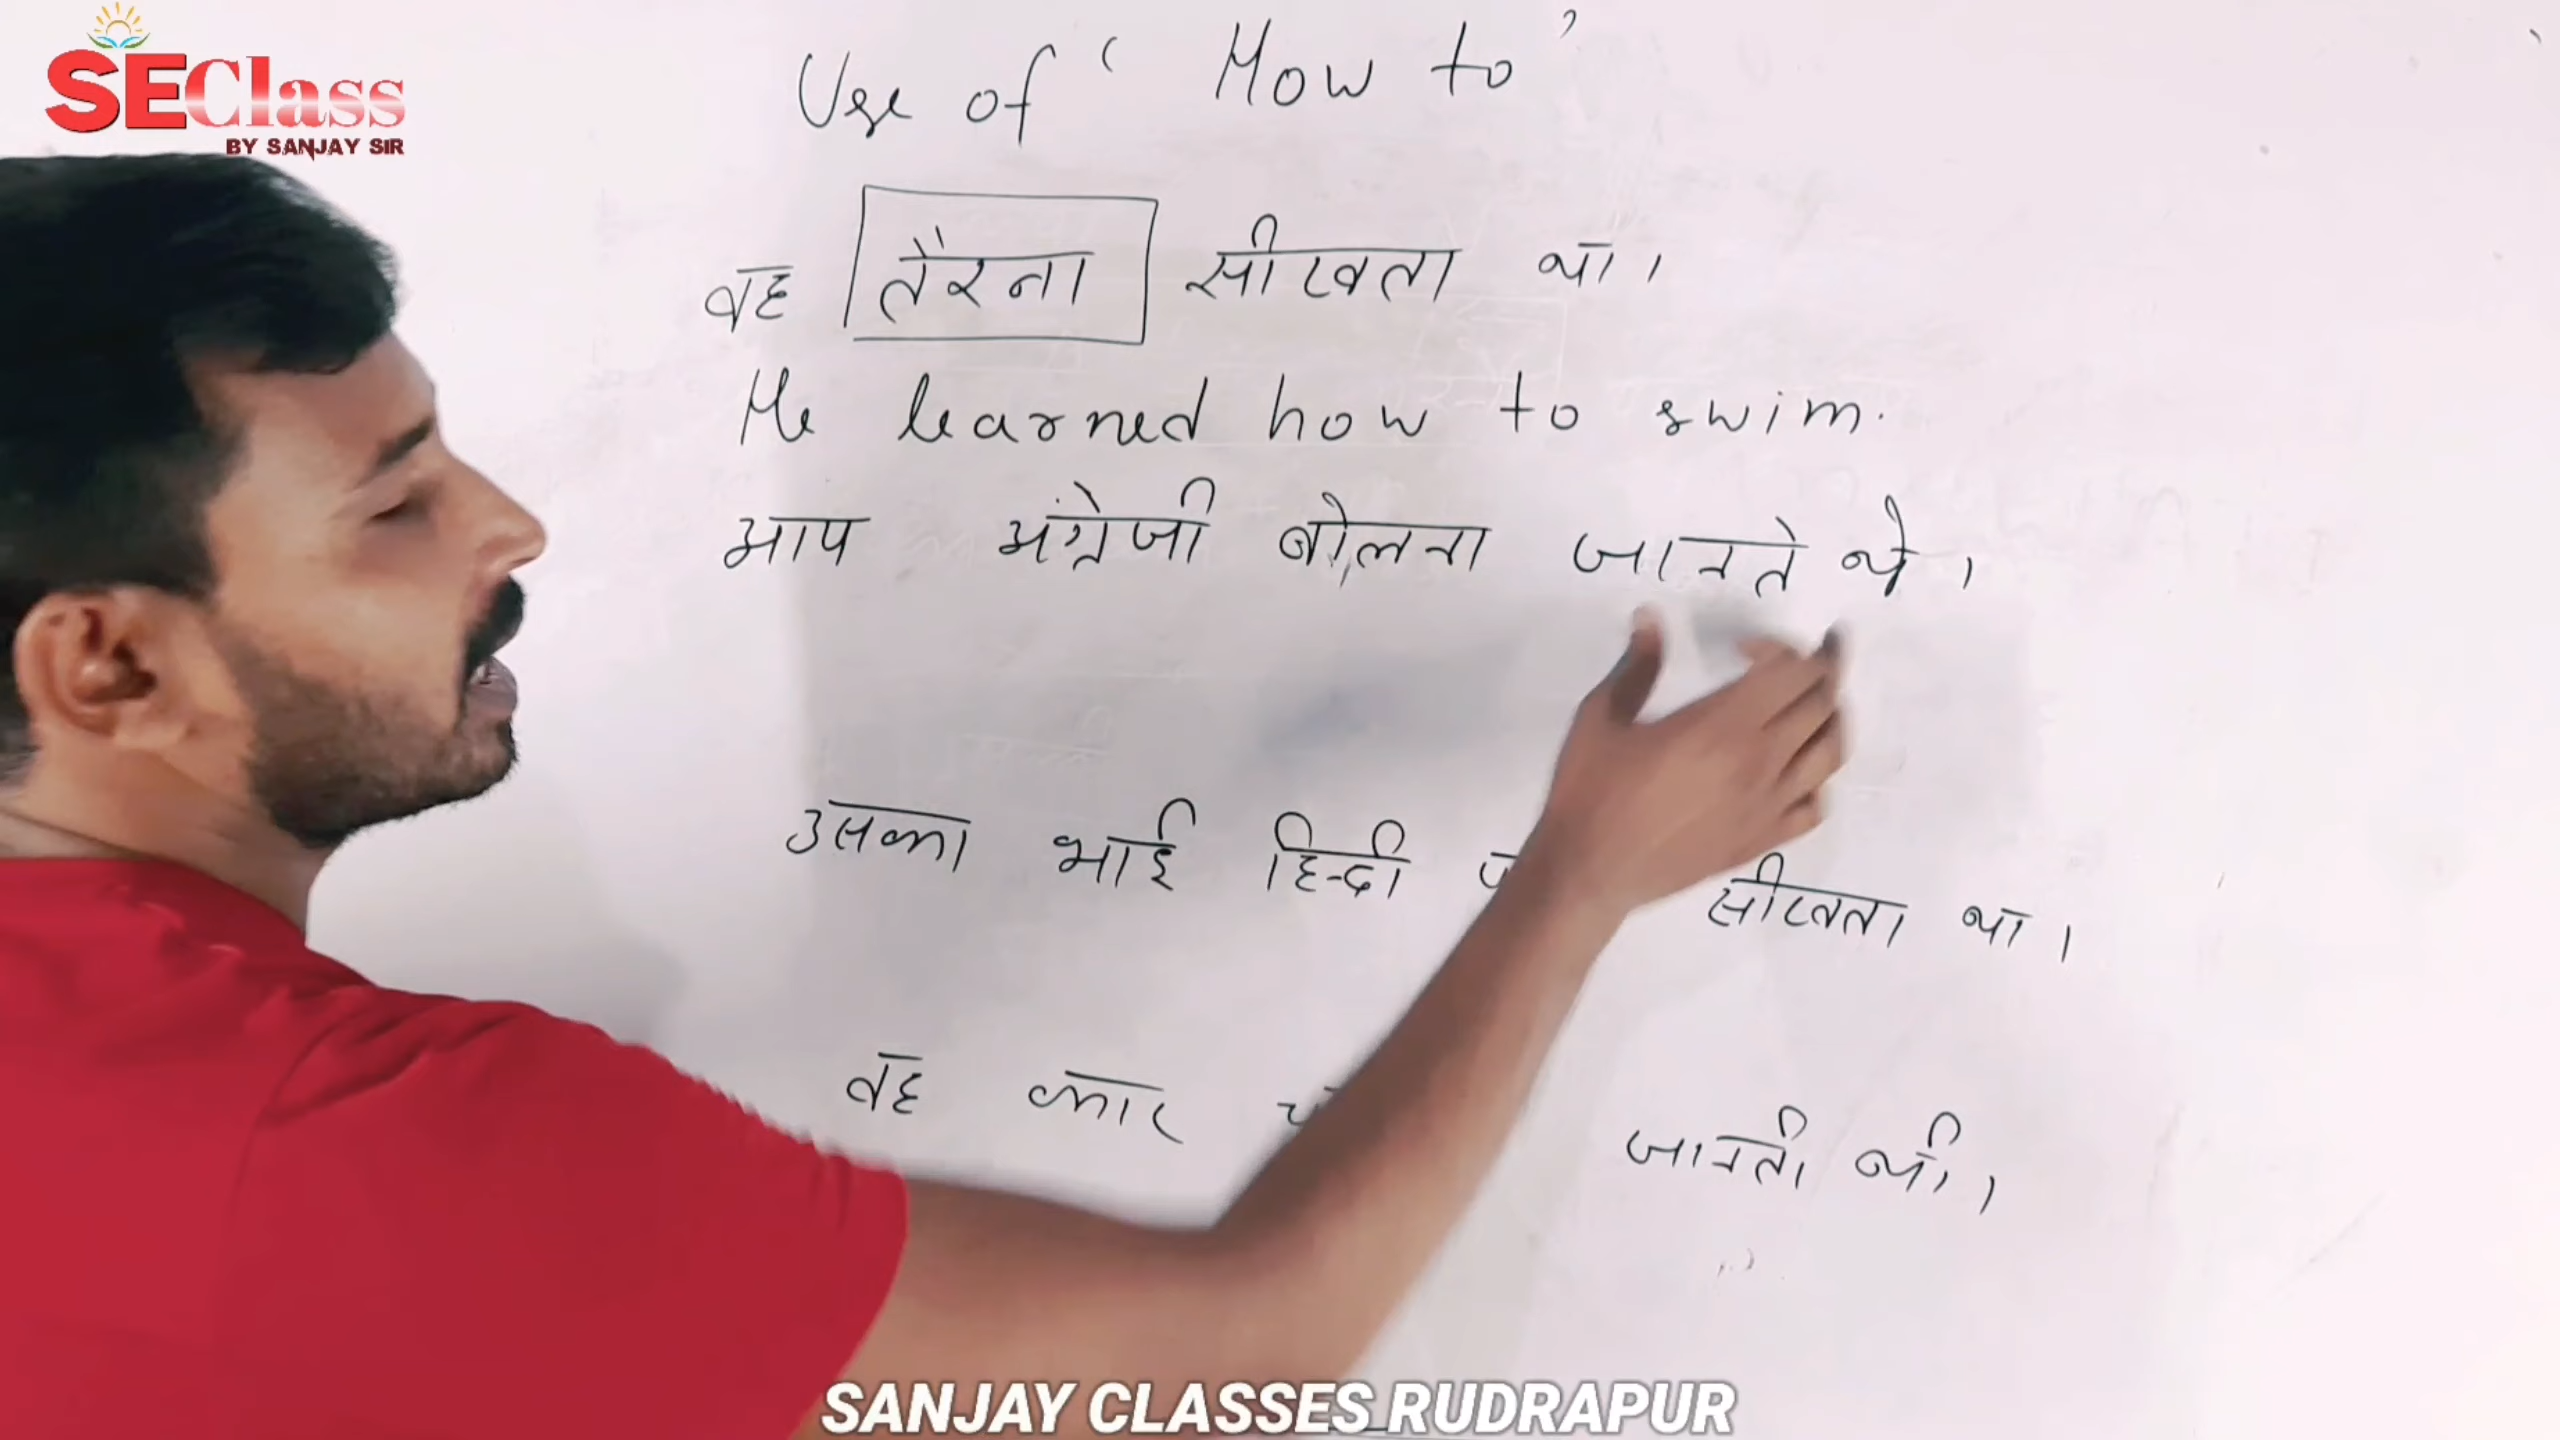 SEClass
BY SANJAY SIR
Use of ‘ How to ’
वह तैरना सीखता था।
He learned how to swim.
आप अंग्रेजी बोलना जानते थे।
उसका भाई हिन्दी सीखता था।
वह कार जानती थी।
SANJAY CLASSES RUDRAPUR